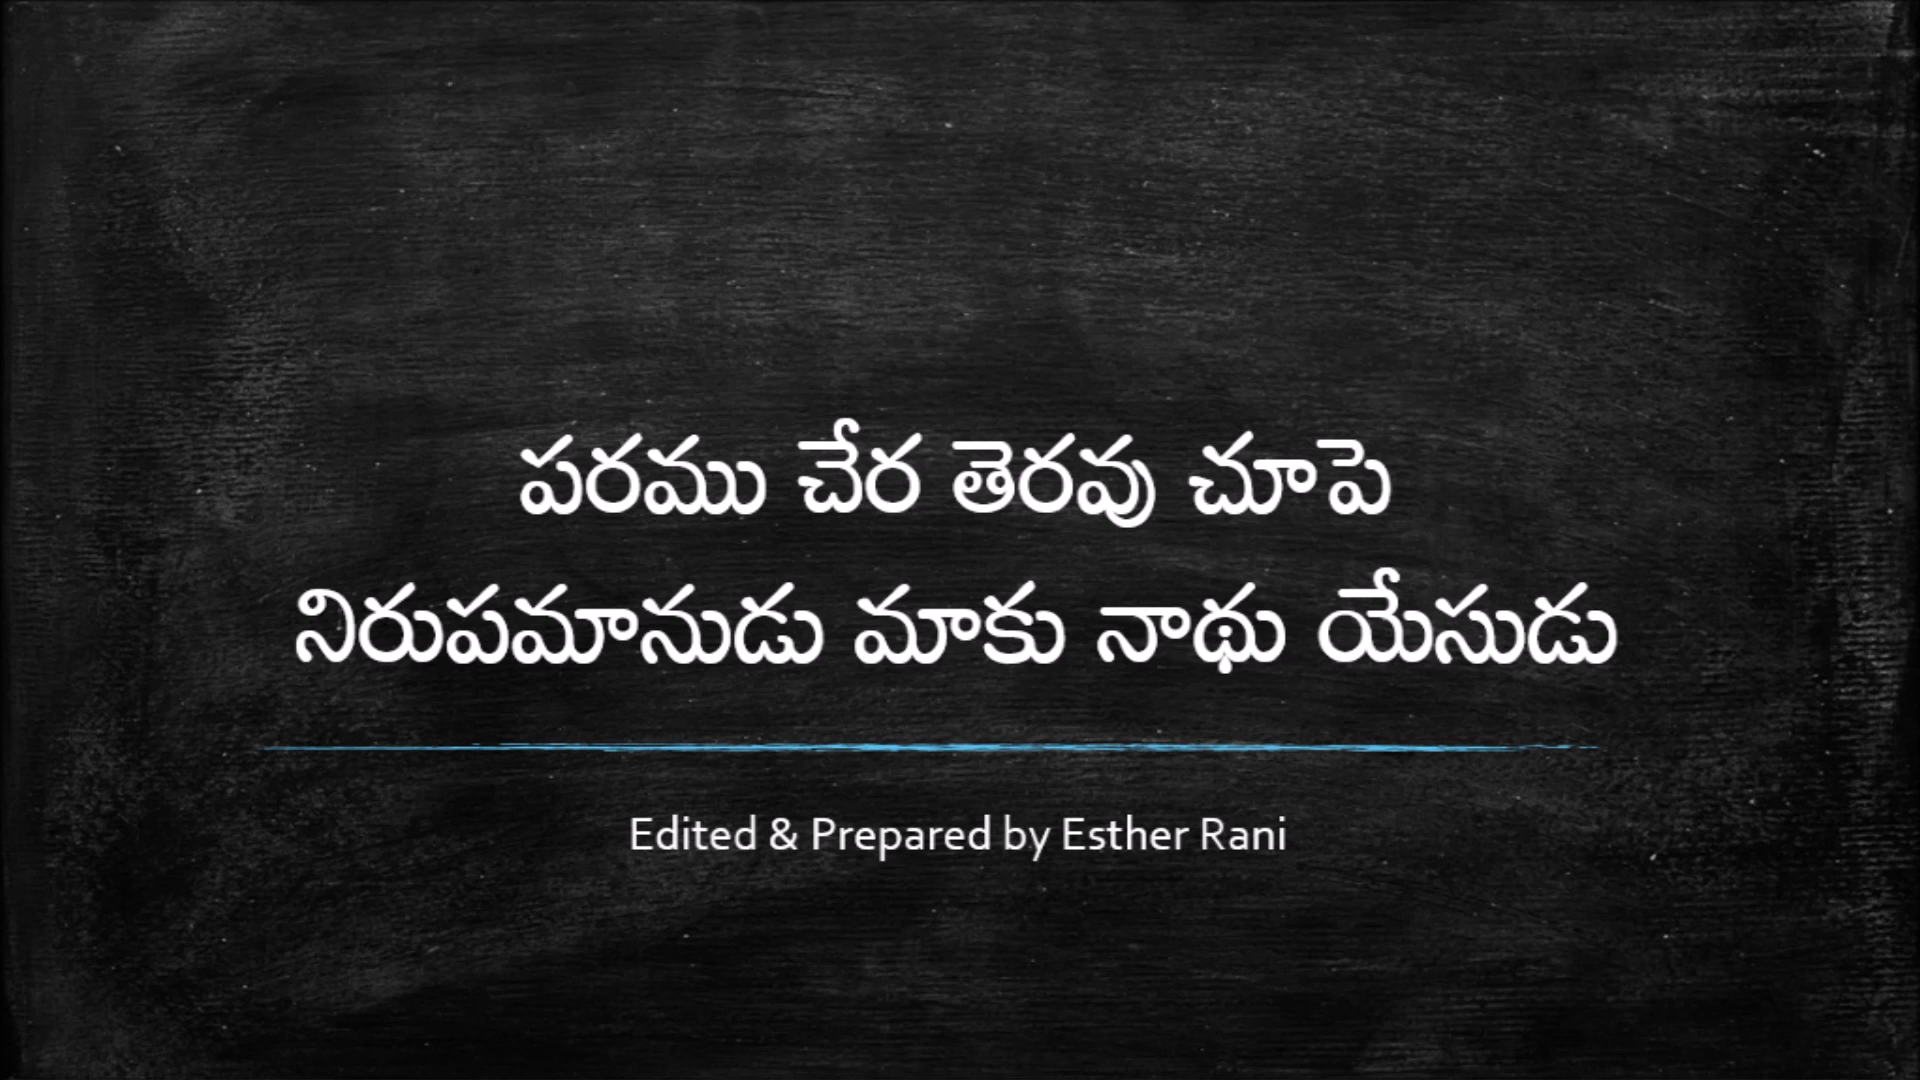 పరము చేర తెరవు చూపె
నిరుపమానుడు మాకు నాథు యేసుడు
Edited & Prepared by Esther Rani